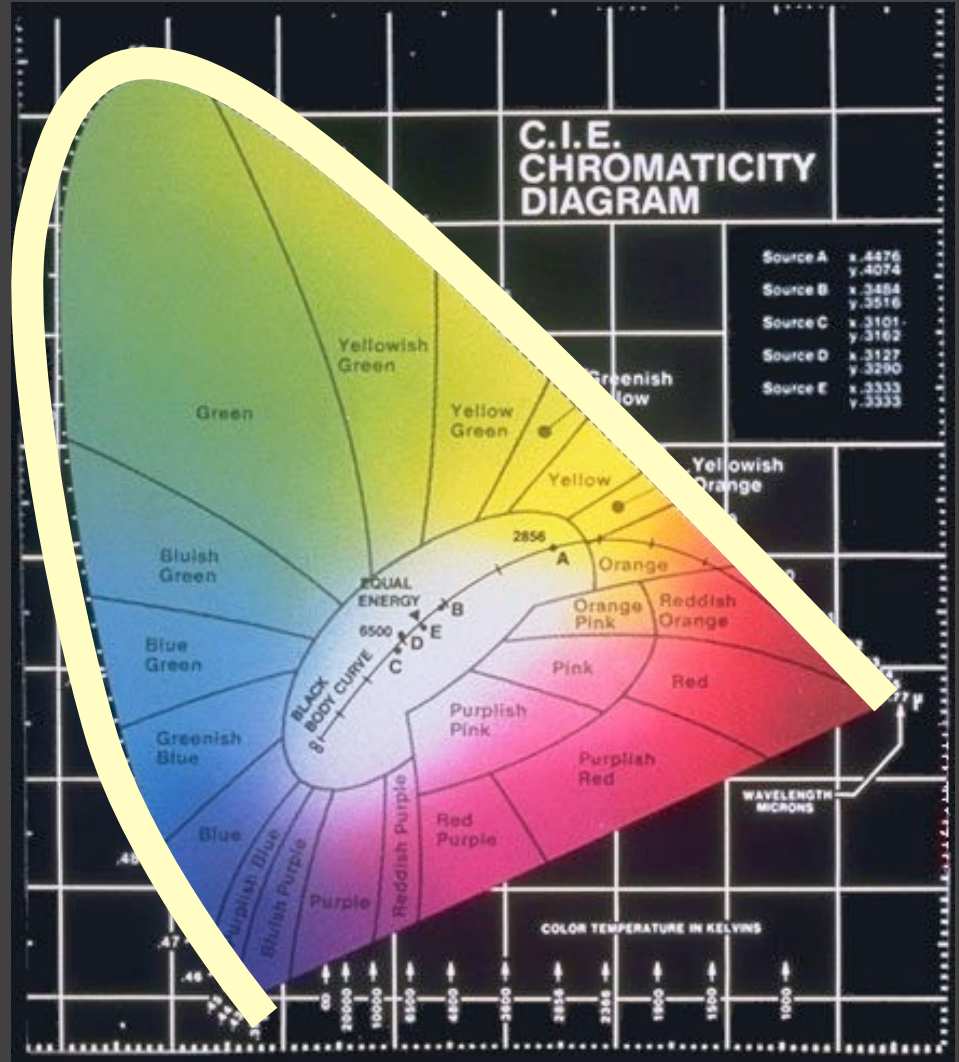 C.I.E.
CHROMATICITY
DIAGRAM
Source A x.4476
y.4074
Source B x.3484
y.3516
Source C x.3101
y.3162
Source D x.3127
y.3290
Source E x.3333
y.3333
Yellowish
Green
Green
Yellow
Green
Yellow
Yellowish
Orange
2856
A
Orange
Bluish
Green
EQUAL
ENERGY
B
Orange
Pink
Reddish
Orange
6500
E
D
C
Blue
Green
Pink
Red
BLACK
BODY CURVE
∞
Purplish
Pink
Greenish
Blue
Purplish
Red
WAVELENGTH
MICRONS
Blue
Purplish Blue
Bluish Purple
Purple
Reddish Purple
Red
Purple
.48
.47
.46
COLOR TEMPERATURE IN KELVINS
∞
20000
10000
6500
4800
2856
1900
1500
1000